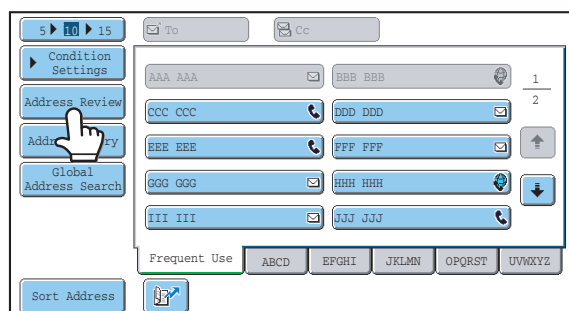 5 10 15
To
Cc
Condition
Settings
AAA AAA
BBB BBB
1
2
Address Review
CCC CCC
DDD DDD
EEE EEE
FFF FFF
Global
Address Search
GGG GGG
HHH HHH
III III
JJJ JJJ
Frequent Use
ABCD
EFGHI
JKLMN
OPQRST
UVWXYZ
Sort Address